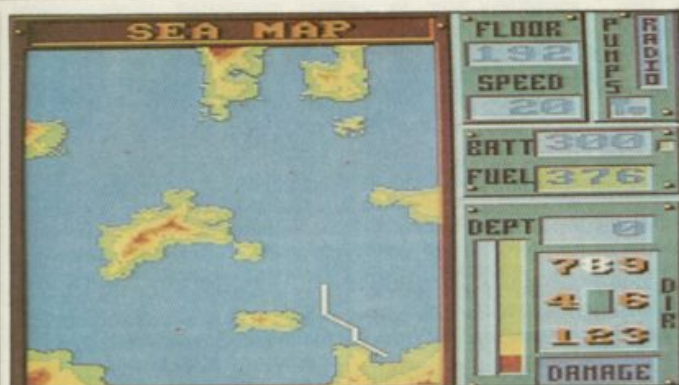 SEA MAP
FLOOR
192
SPEED
20
PUMPS
RADIO
BATT 300
FUEL 376
DEPT 0
789
4 6
123
DIR
DAMAGE